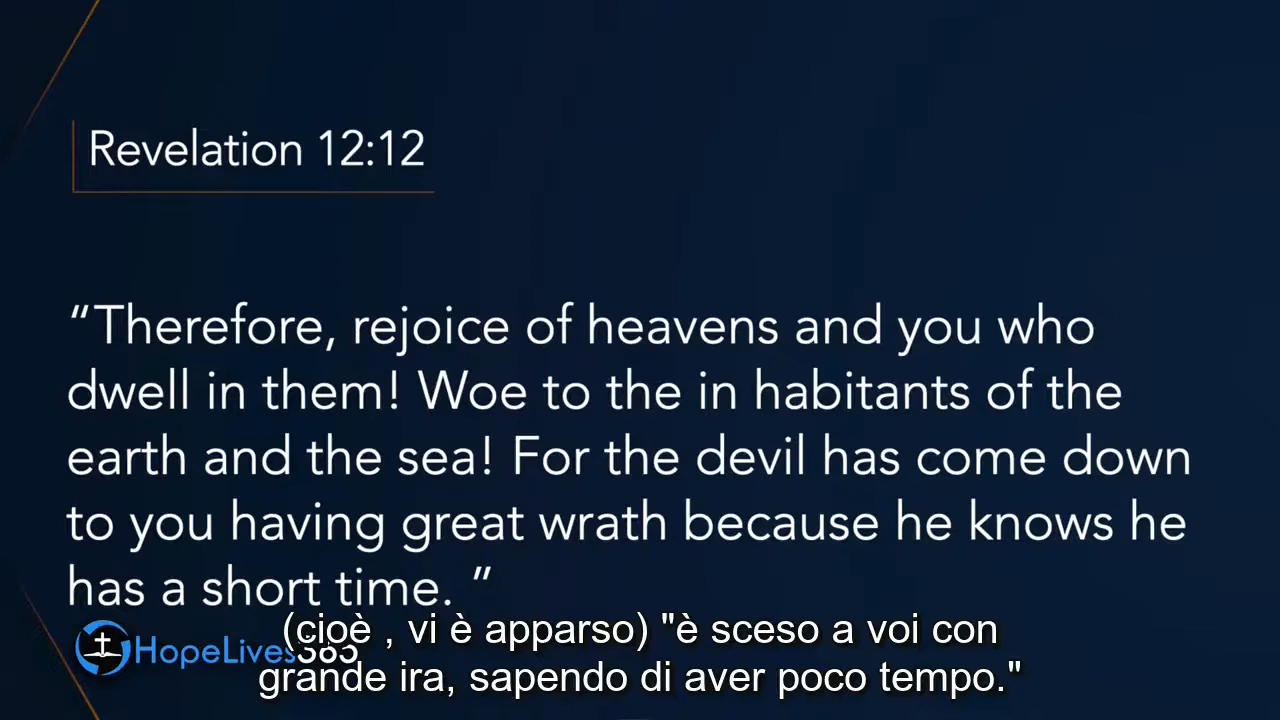 Revelation 12:12
“Therefore, rejoice of heavens and you who
dwell in them! Woe to the in habitants of the
earth and the sea! For the devil has come down
to you having great wrath because he knows he
has a short time. ”
(cioè , vi è apparso) "è sceso a voi con
HopeLives365
grande ira, sapendo di aver poco tempo."